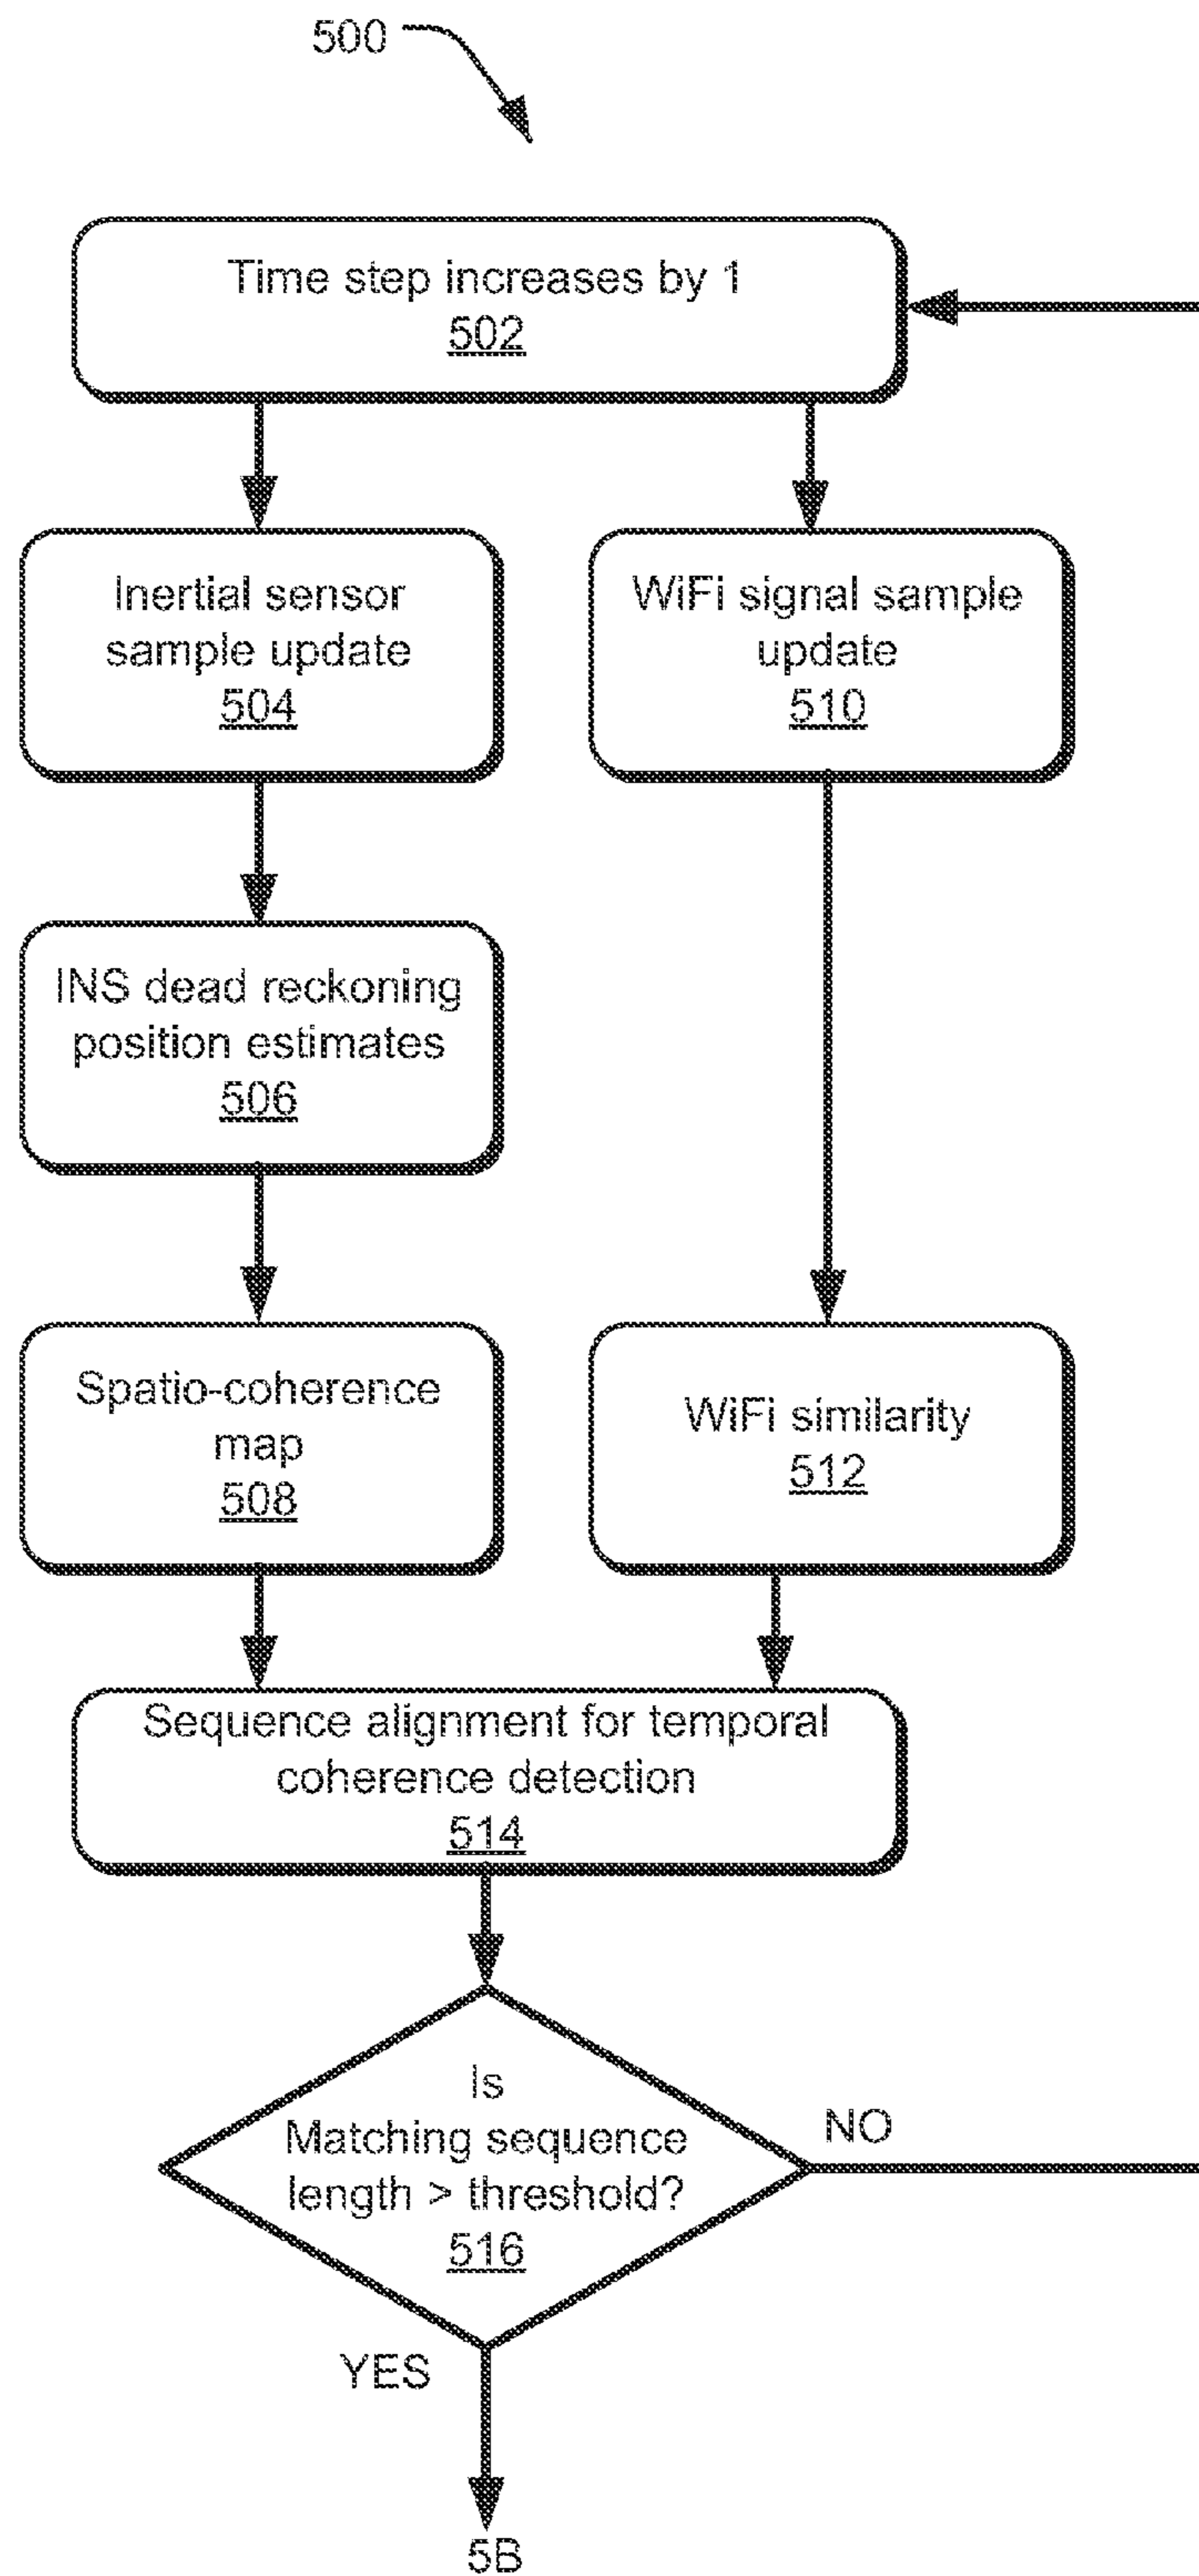 500
Time step increases by 1
502
Inertial sensor
sample update
504
WiFi signal sample
update
510
INS dead reckoning
position estimates
506
Spatio-coherence
map
508
WiFi similarity
512
Sequence alignment for temporal
coherence detection
514
Is
Matching sequence
length > threshold?
516
NO
YES
5B